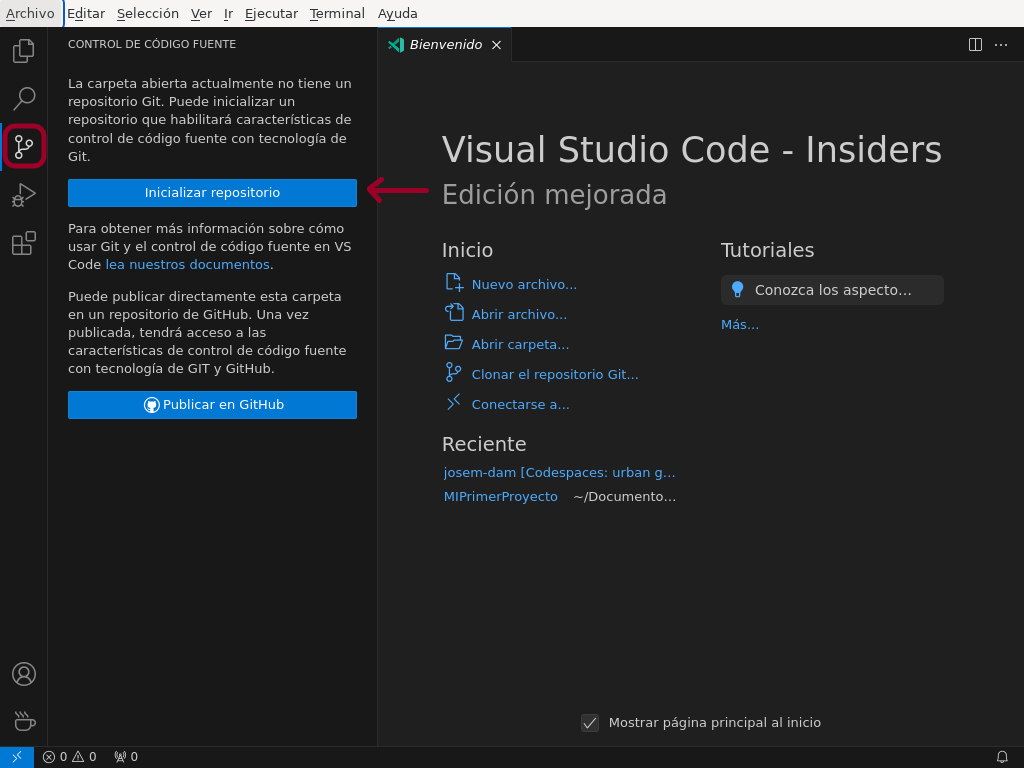 Archivo Editar Selección Ver Ir Ejecutar Terminal Ayuda
CONTROL DE CÓDIGO FUENTE
La carpeta abierta actualmente no tiene un
repositorio Git. Puede inicializar un
repositorio que habilitará características de
control de código fuente con tecnología de
Git.
Inicializar repositorio
Para obtener más información sobre cómo
usar Git y el control de código fuente en VS
Code lea nuestros documentos.
Puede publicar directamente esta carpeta
en un repositorio de GitHub. Una vez
publicada, tendrá acceso a las
características de control de código fuente
con tecnología de GIT y GitHub.
Publicar en GitHub
Bienvenido
Visual Studio Code - Insiders
Edición mejorada
Inicio
Nuevo archivo...
Abrir archivo...
Abrir carpeta...
Clonar el repositorio Git...
Conectarse a...
Reciente
josem-dam [Codespaces: urban g...
MIPrimerProyecto ~/Documento...
Tutoriales
Conozca los aspecto...
Más...
Mostrar página principal al inicio
0 0 0